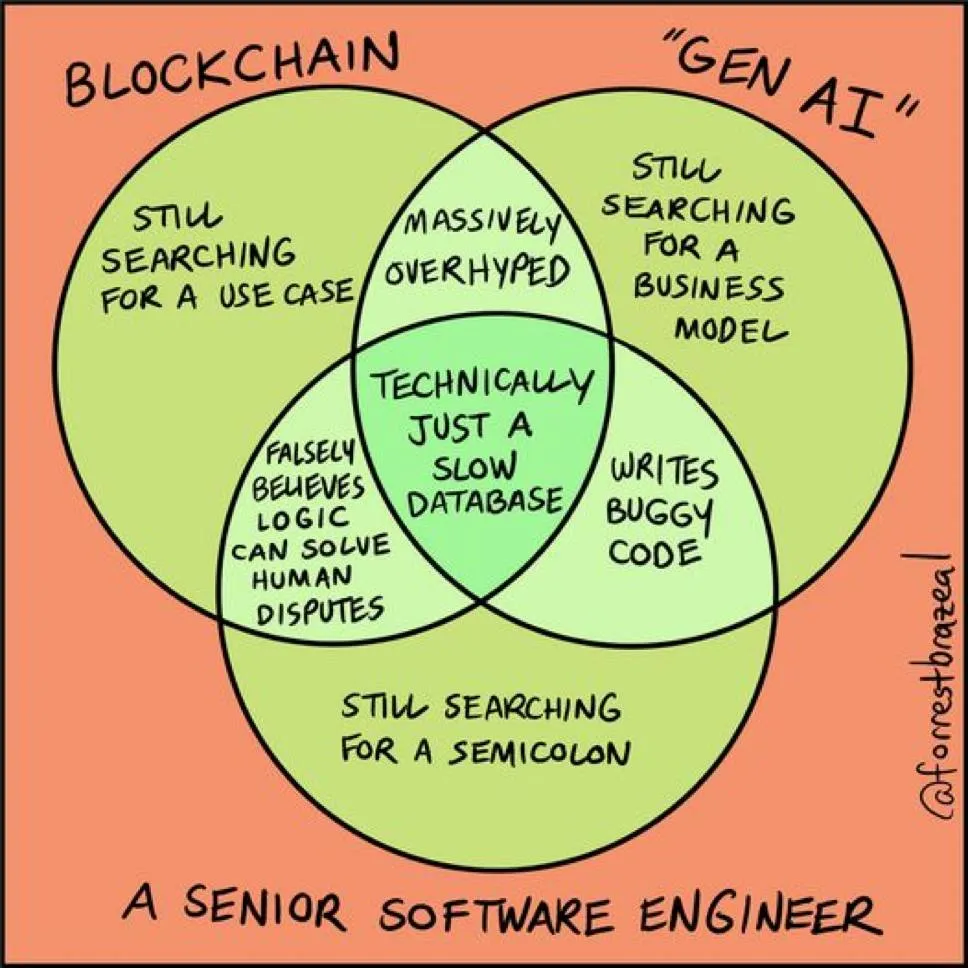 BLOCKCHAIN
"GEN AI"
STILL
SEARCHING
FOR A USE CASE
MASSIVELY
OVERHYPED
STILL
SEARCHING
FOR A
BUSINESS
MODEL
TECHNICALLY
JUST A
SLOW
DATABASE
FALSELY
BELIEVES
LOGIC
CAN SOLVE
HUMAN
DISPUTES
WRITES
BUGGY
CODE
STILL SEARCHING
FOR A SEMICOLON
@forrestbrazeal
A SENIOR SOFTWARE ENGINEER